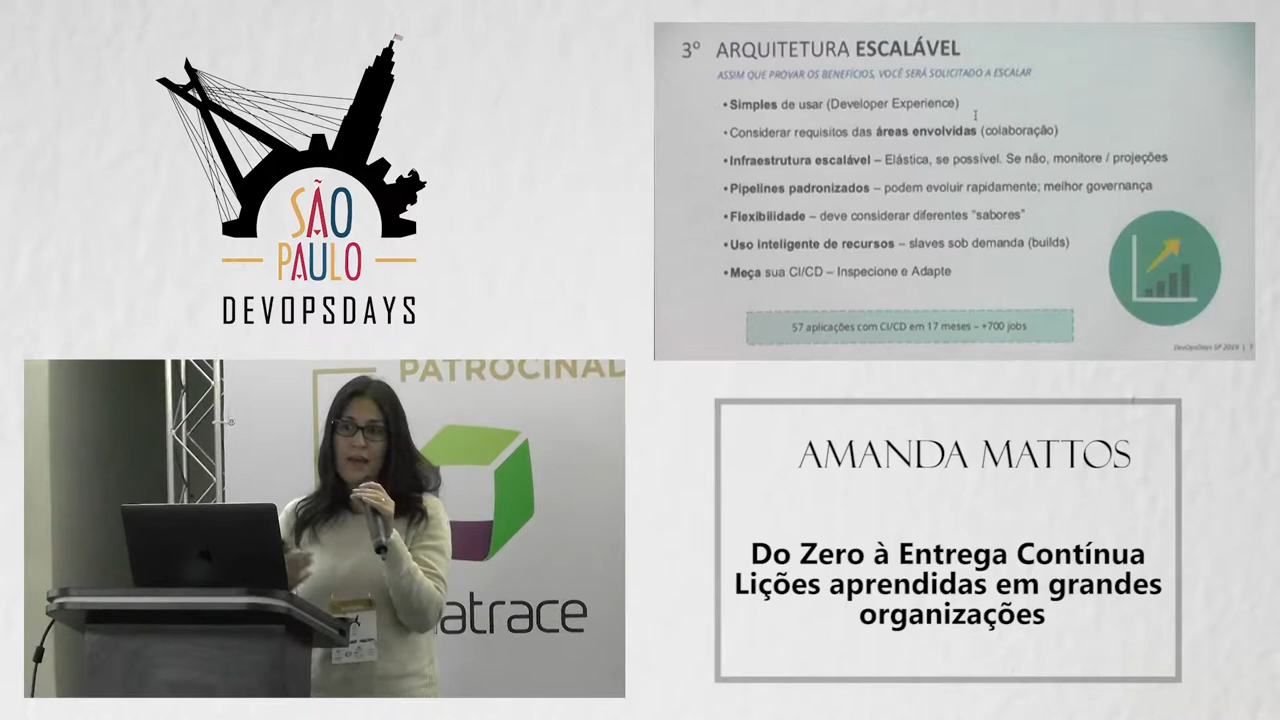 SÃO
PAULO
DEVOPSDAYS
3º ARQUITETURA ESCALÁVEL
ASSIM QUE PROVAR OS BENEFÍCIOS, VOCÊ SERÁ SOLICITADO A ESCALAR
• Simples de usar (Developer Experience)
• Considerar requisitos das áreas envolvidas (colaboração)
• Infraestrutura escalável – Elástica, se possível. Se não, monitore / projeções
• Pipelines padronizados – podem evoluir rapidamente; melhor governança
• Flexibilidade – deve considerar diferentes "sabores"
• Uso inteligente de recursos – slaves sob demanda (builds)
• Meça sua CI/CD – Inspecione e Adapte
57 aplicações com CI/CD em 17 meses – +700 jobs
DevOpsDays SP 2019 | 7
PATROCINAD
atrace
AMANDA MATTOS
Do Zero à Entrega Contínua
Lições aprendidas em grandes
organizações